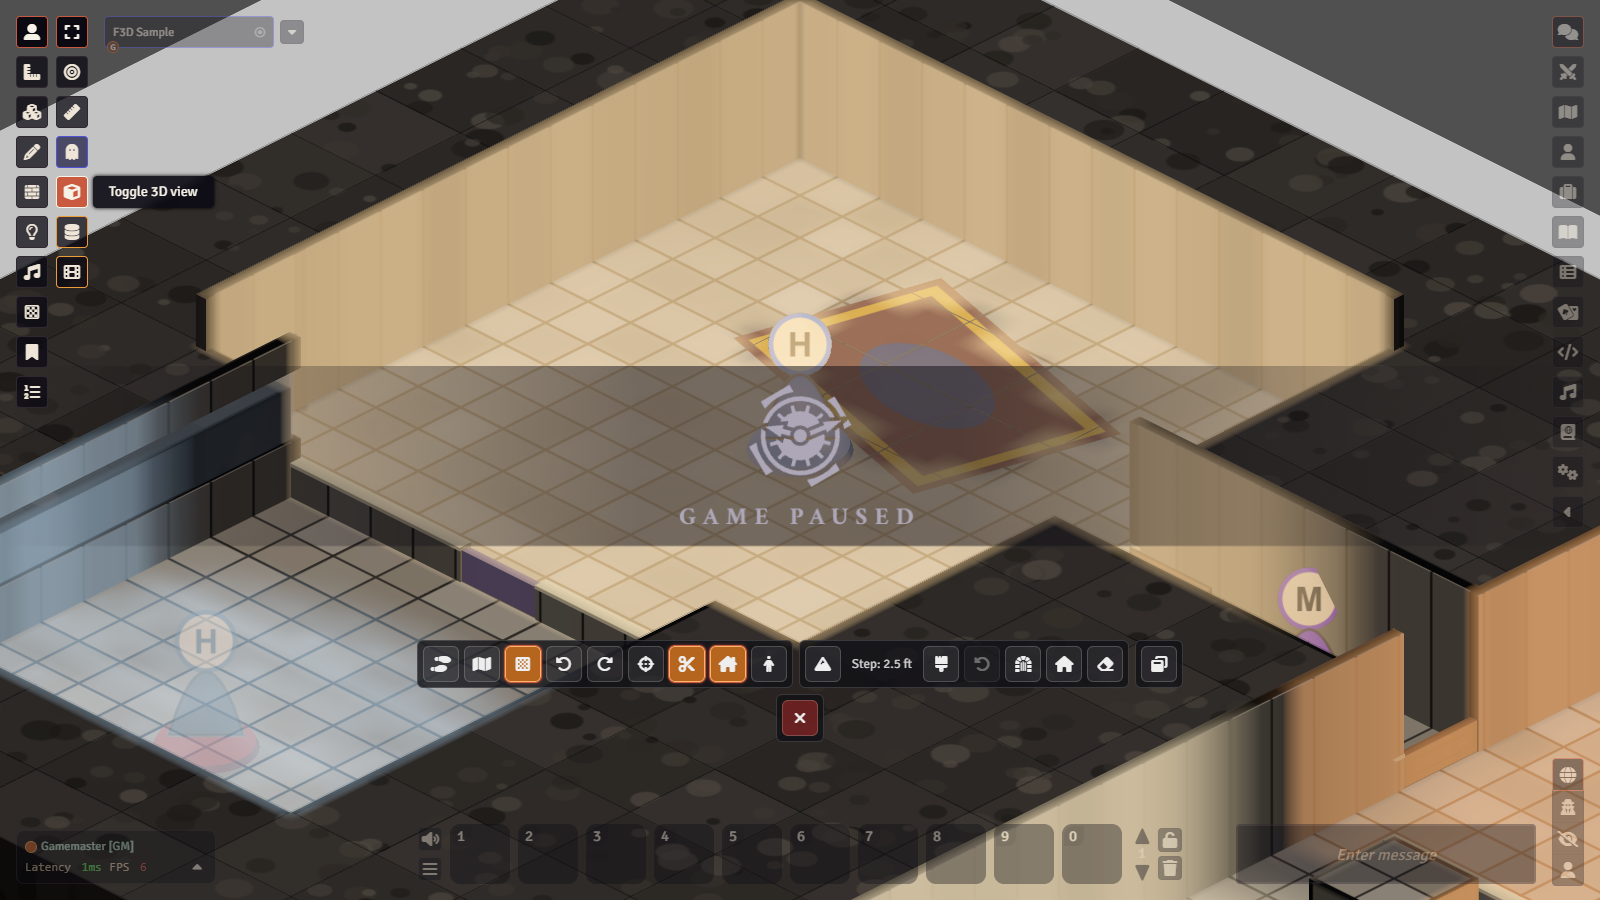 F3D Sample
G
Toggle 3D view
H
GAME PAUSED
M
H
Step: 2.5 ft
Gamemaster [GM]
Latency 1ms FPS 6
1 2 3 4 5 6 7 8 9 0
1
Enter message